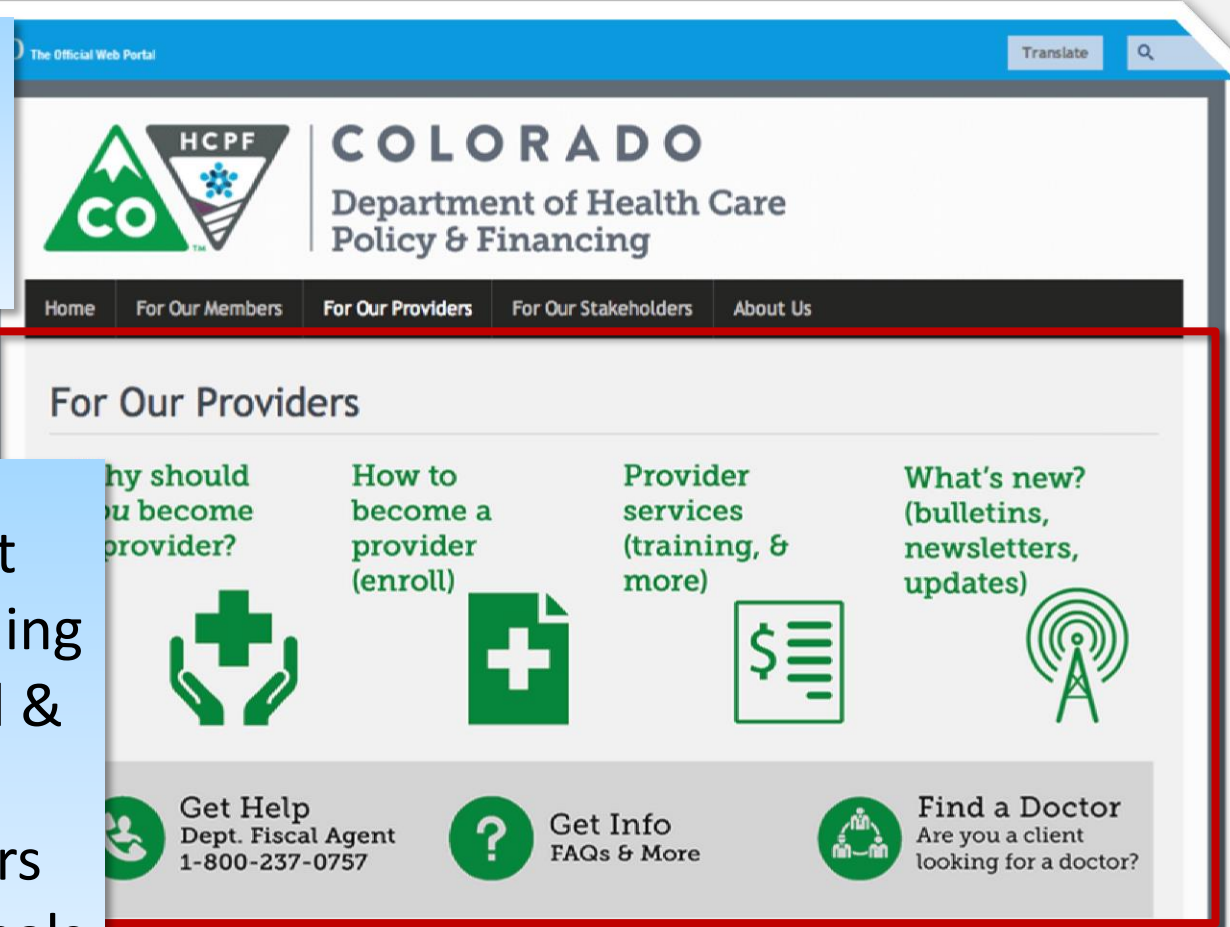 The Official Web Portal
Translate
HCPF
CO
TM
COLORADO
Department of Health Care
Policy & Financing
Home For Our Members For Our Providers For Our Stakeholders About Us
For Our Providers
should
become
provider?
How to
become a
provider
(enroll)
Provider
services
(training, &
more)
What's new?
(bulletins,
newsletters,
updates)
$
&
Get Help
Dept. Fiscal Agent
1-800-237-0757
?
Get Info
FAQs & More
Find a Doctor
Are you a client
looking for a doctor?